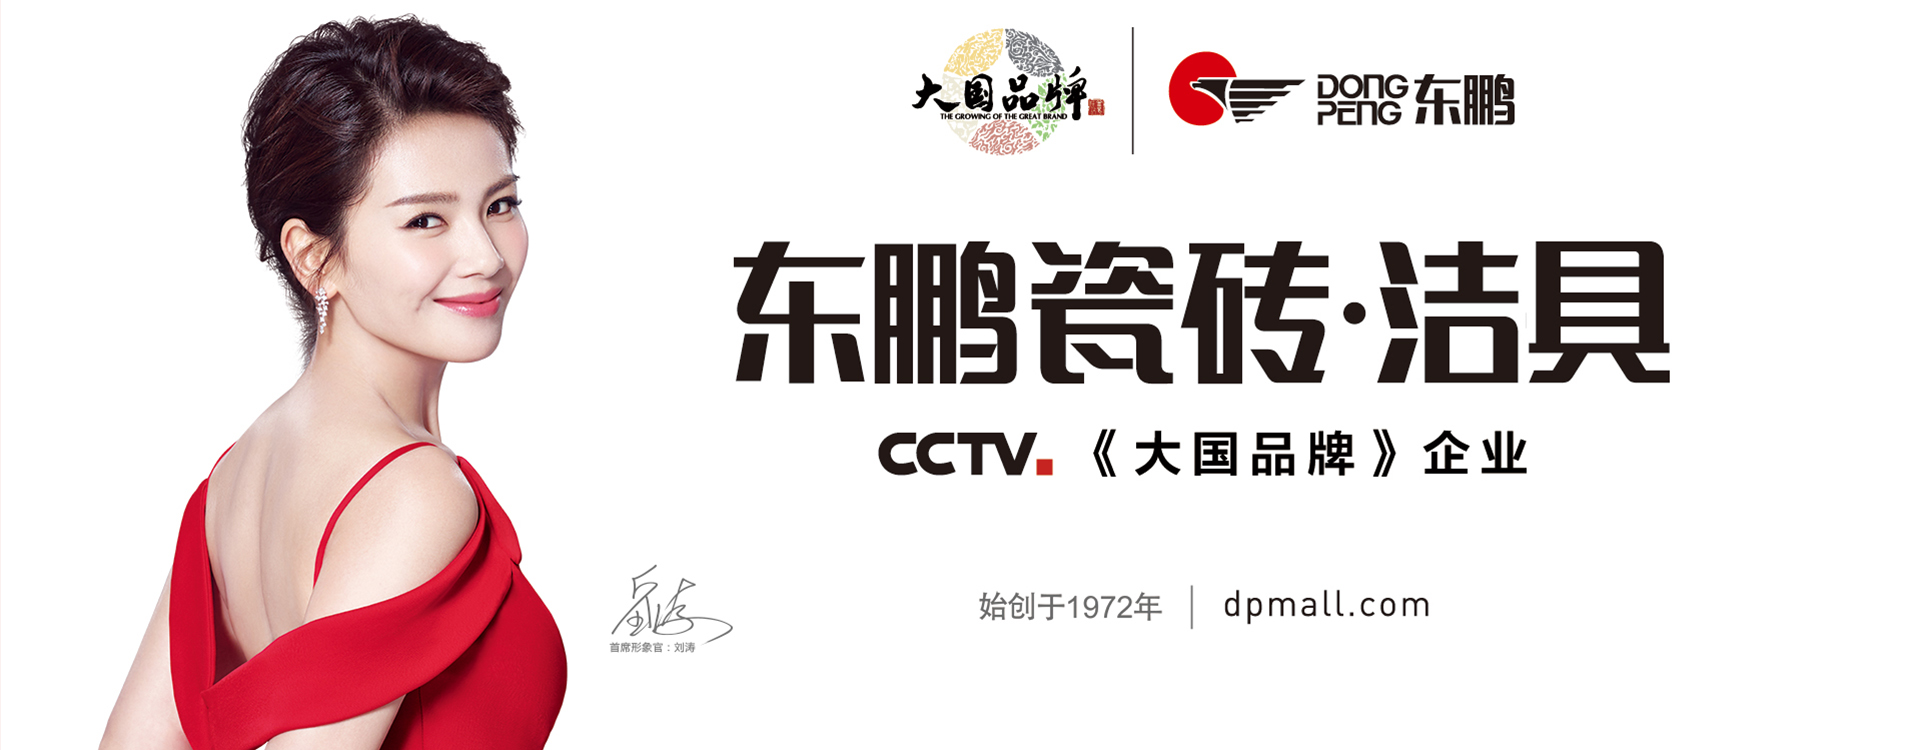 大国品牌
THE GROWING OF THE GREAT BRAND
DONG PENG 东鹏
东鹏瓷砖·洁具
CCTV.《大国品牌》企业
始创于1972年 | dpmall.com
首席形象官：刘涛